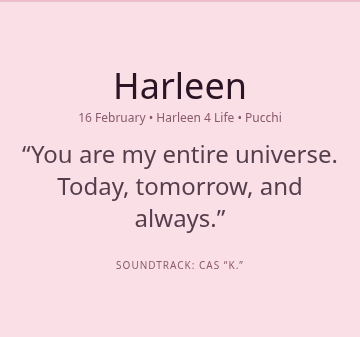 Harleen
16 February • Harleen 4 Life • Pucchi
“You are my entire universe.
Today, tomorrow, and
always.”
SOUNDTRACK: CAS “K.”